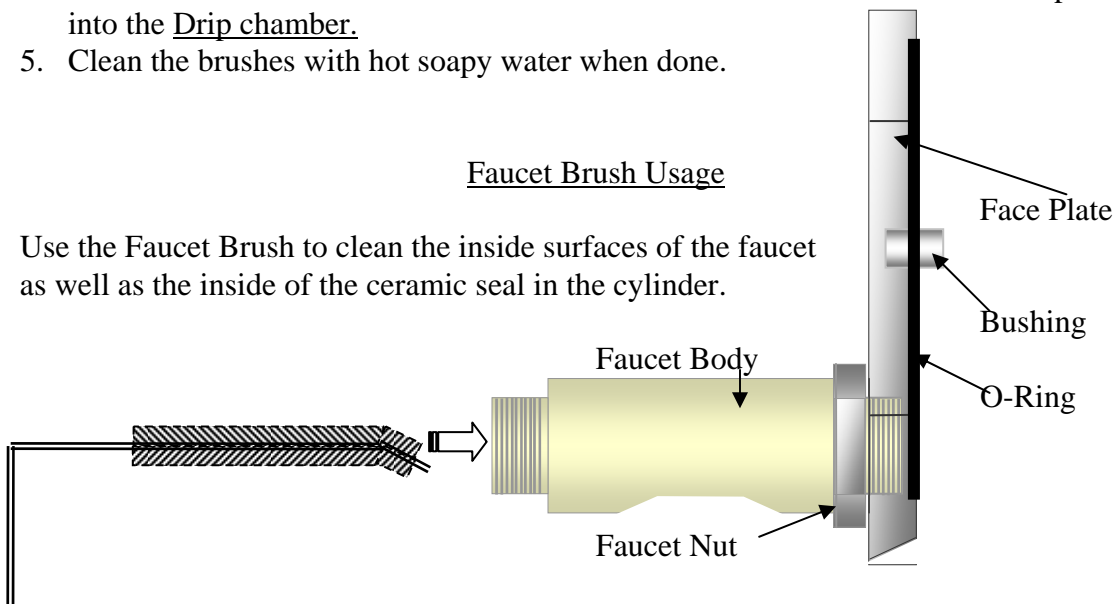 into the Drip chamber.
5. Clean the brushes with hot soapy water when done.
Faucet Brush Usage
Face Plate
Use the Faucet Brush to clean the inside surfaces of the faucet
as well as the inside of the ceramic seal in the cylinder.
Bushing
Faucet Body
O-Ring
Faucet Nut